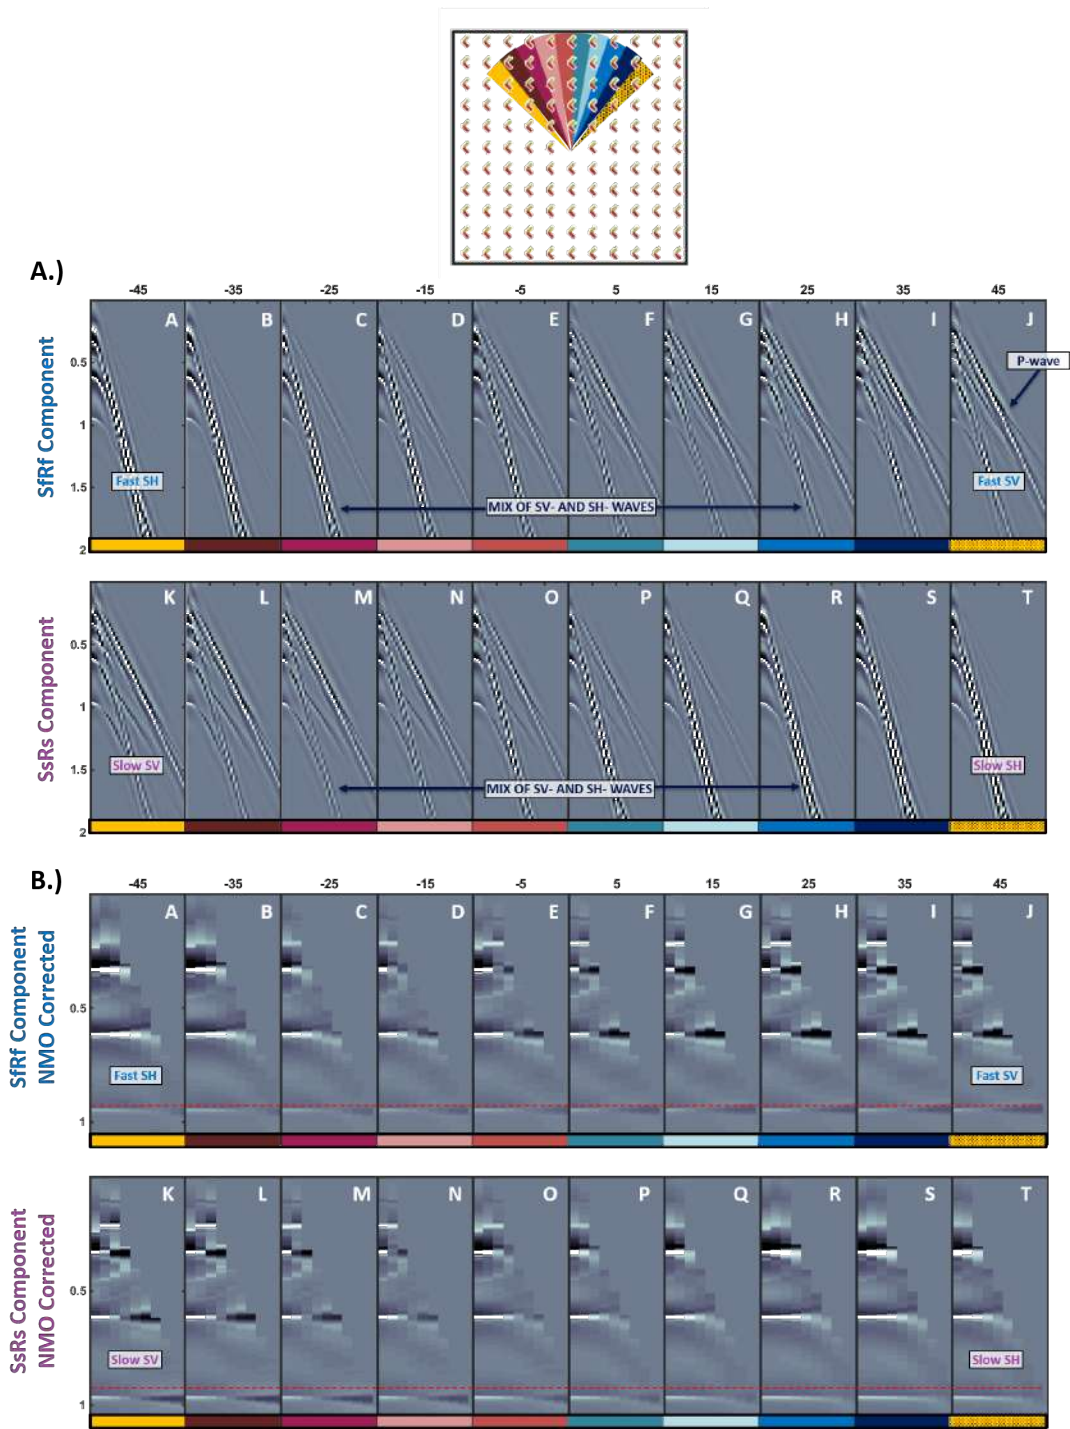 A.)
-45 -35 -25 -15 -5 5 15 25 35 45
SfRf Component
A B C D E F G H I J
0.5
P-wave
1
Fast SH
Fast SV
1.5
MIX OF SV- AND SH- WAVES
2
SsRs Component
K L M N O P Q R S T
0.5
1
Slow SV
Slow SH
1.5
MIX OF SV- AND SH- WAVES
2
B.)
-45 -35 -25 -15 -5 5 15 25 35 45
SfRf Component
NMO Corrected
A B C D E F G H I J
0.5
Fast SH
Fast SV
1
SsRs Component
NMO Corrected
K L M N O P Q R S T
0.5
Slow SV
Slow SH
1